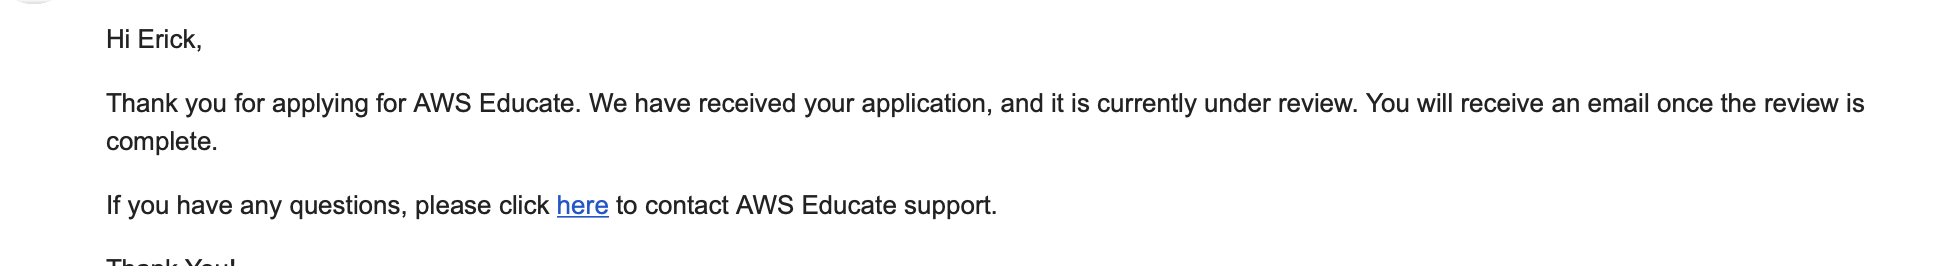 Hi Erick,
Thank you for applying for AWS Educate. We have received your application, and it is currently under review. You will receive an email once the review is
complete.
If you have any questions, please click here to contact AWS Educate support.
Thank You!